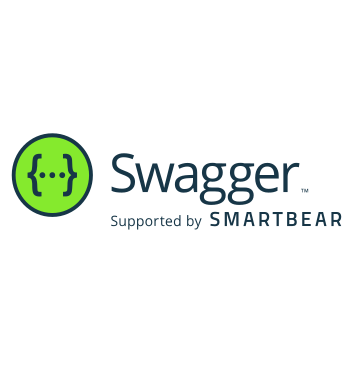 {...} Swagger™
Supported by SMARTBEAR